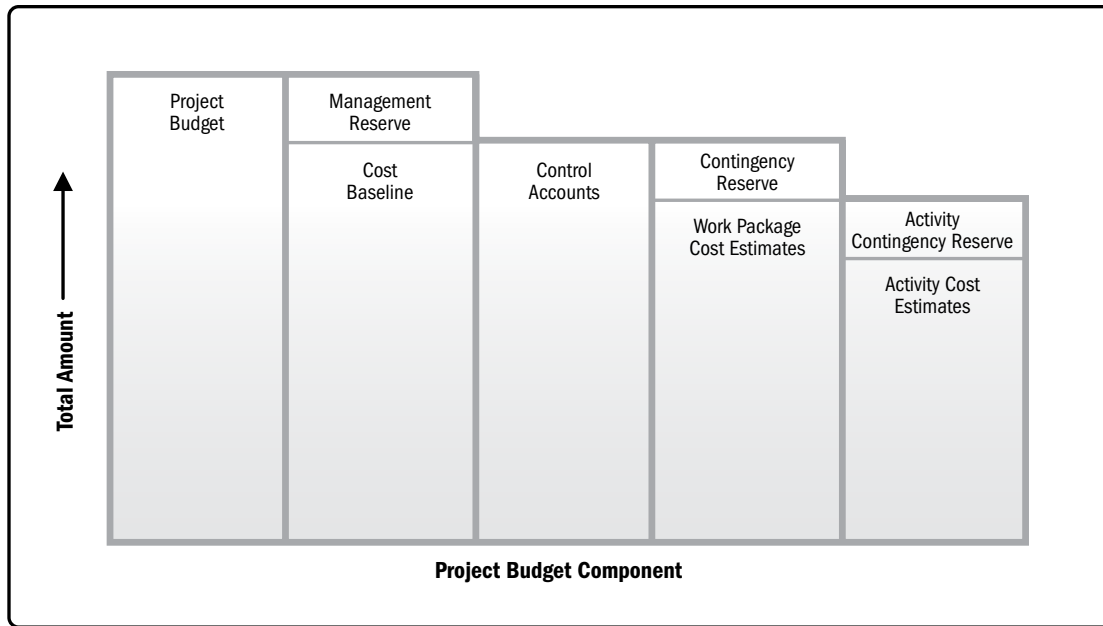 Project
Budget
Management
Reserve
Cost
Baseline
Control
Accounts
Contingency
Reserve
Work Package
Cost Estimates
Activity
Contingency Reserve
Activity Cost
Estimates
Total Amount
Project Budget Component